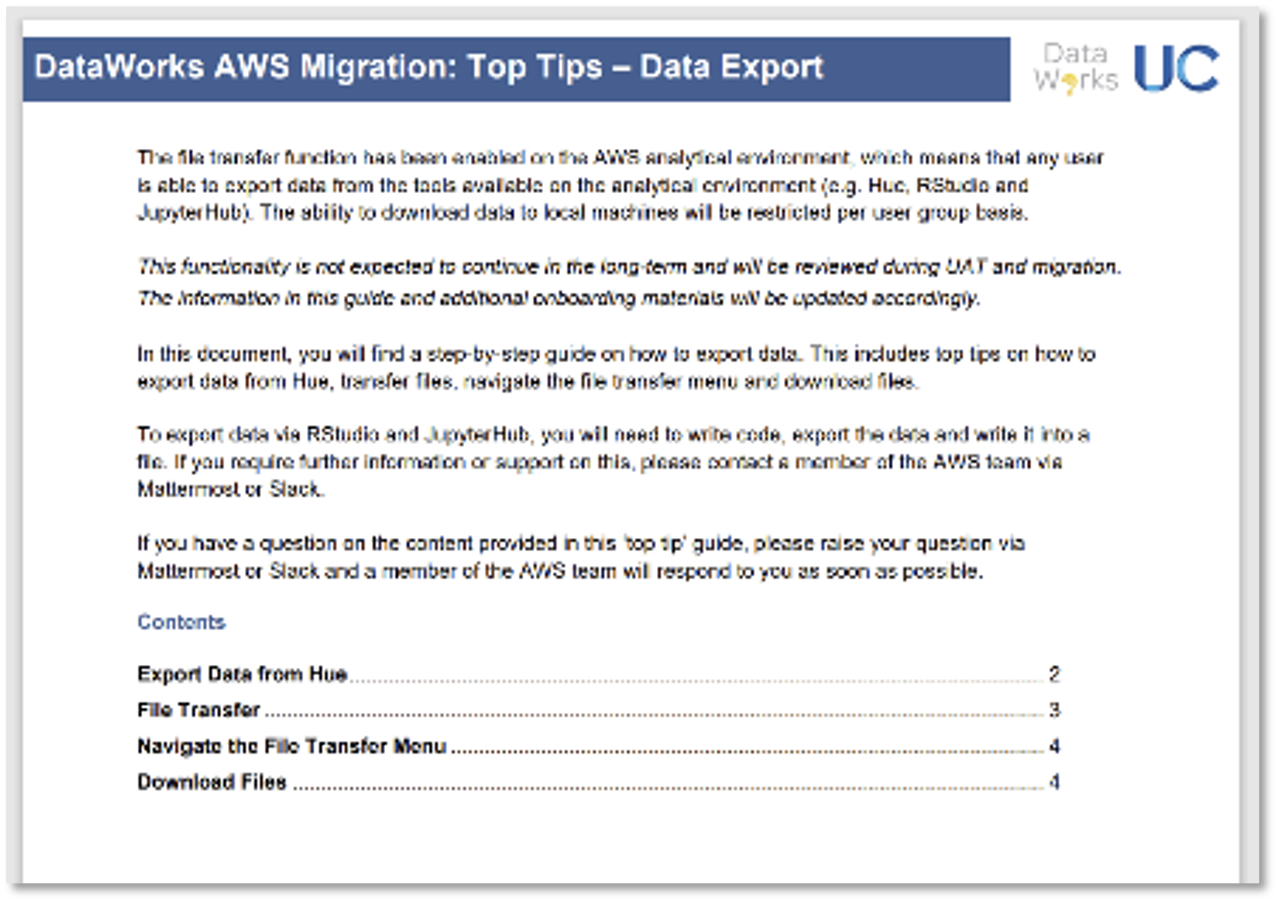 DataWorks AWS Migration: Top Tips – Data Export
Data
Works
UC
The file transfer function has been enabled on the AWS analytical environment, which means that any user
is able to export data from the tools available on the analytical environment (e.g. Hue, RStudio and
JupyterHub). The ability to download data to local machines will be restricted per user group basis.
This functionality is not expected to continue in the long-term and will be reviewed during UAT and migration.
The information in this guide and additional onboarding materials will be updated accordingly.
In this document, you will find a step-by-step guide on how to export data. This includes top tips on how to
export data from Hue, transfer files, navigate the file transfer menu and download files.
To export data via RStudio and JupyterHub, you will need to write code, export the data and write it into a
file. If you require further information or support on this, please contact a member of the AWS team via
Mattermost or Slack.
If you have a question on the content provided in this 'top tip' guide, please raise your question via
Mattermost or Slack and a member of the AWS team will respond to you as soon as possible.
Contents
Export Data from Hue 2
File Transfer 3
Navigate the File Transfer Menu 4
Download Files 4